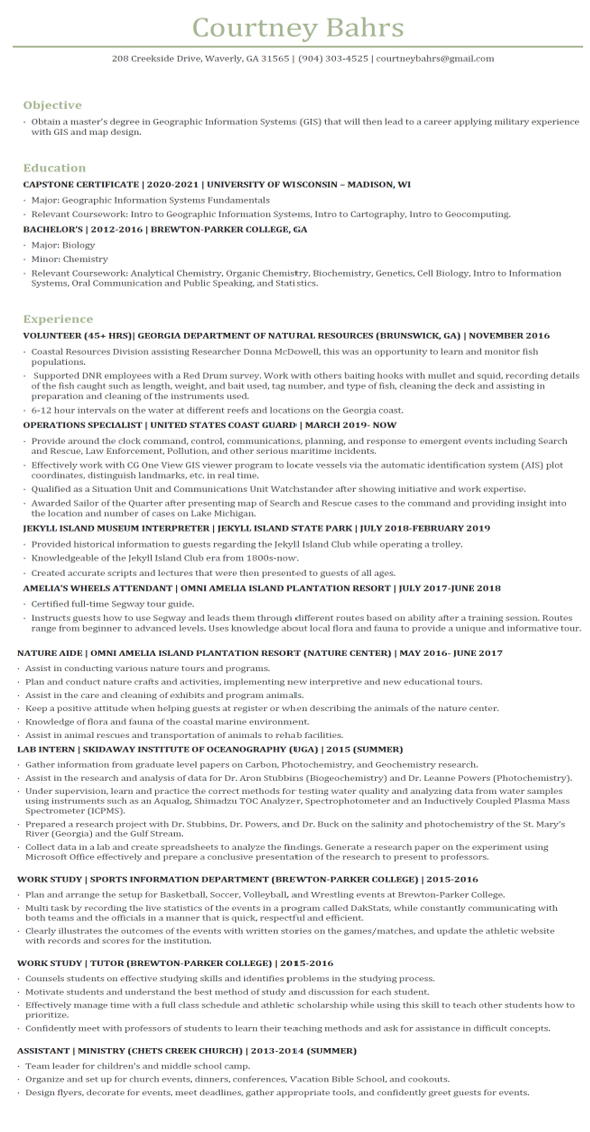 Courtney Bahrs
208 Creekside Drive, Waverly, GA 31565 | (904) 303-4525 | courtneybahrs@gmail.com
Objective
· Obtain a master's degree in Geographic Information Systems (GIS) that will then lead to a career applying military experience
with GIS and map design.
Education
CAPSTONE CERTIFICATE | 2020-2021 | UNIVERSITY OF WISCONSIN – MADISON, WI
· Major: Geographic Information Systems Fundamentals
· Relevant Coursework: Intro to Geographic Information Systems, Intro to Cartography, Intro to Geocomputing.
BACHELOR'S | 2012-2016 | BREWTON-PARKER COLLEGE, GA
· Major: Biology
· Minor: Chemistry
· Relevant Coursework: Analytical Chemistry, Organic Chemistry, Biochemistry, Genetics, Cell Biology, Intro to Information
Systems, Oral Communication and Public Speaking, and Statistics.
Experience
VOLUNTEER (45+ HRS)| GEORGIA DEPARTMENT OF NATURAL RESOURCES (BRUNSWICK, GA) | NOVEMBER 2016
· Coastal Resources Division assisting Researcher Donna McDowell, this was an opportunity to learn and monitor fish
populations.
· Supported DNR employees with a Red Drum survey. Work with others baiting hooks with mullet and squid, recording details
of the fish caught such as length, weight, and bait used, tag number, and type of fish, cleaning the deck and assisting in
preparation and cleaning of the instruments used.
· 6-12 hour intervals on the water at different reefs and locations on the Georgia coast.
OPERATIONS SPECIALIST | UNITED STATES COAST GUARD | MARCH 2019- NOW
· Provide around the clock command, control, communications, planning, and response to emergent events including Search
and Rescue, Law Enforcement, Pollution, and other serious maritime incidents.
· Effectively work with CG One View GIS viewer program to locate vessels via the automatic identification system (AIS) plot
coordinates, distinguish landmarks, etc. in real time.
· Qualified as a Situation Unit and Communications Unit Watchstander after showing initiative and work expertise.
· Awarded Sailor of the Quarter after presenting map of Search and Rescue cases to the command and providing insight into
the location and number of cases on Lake Michigan.
JEKYLL ISLAND MUSEUM INTERPRETER | JEKYLL ISLAND STATE PARK | JULY 2018-FEBRUARY 2019
· Provided historical information to guests regarding the Jekyll Island Club while operating a trolley.
· Knowledgeable of the Jekyll Island Club era from 1800s-now.
· Created accurate scripts and lectures that were then presented to guests of all ages.
AMELIA'S WHEELS ATTENDANT | OMNI AMELIA ISLAND PLANTATION RESORT | JULY 2017-JUNE 2018
· Certified full-time Segway tour guide.
· Instructs guests how to use Segway and leads them through different routes based on ability after a training session. Routes
range from beginner to advanced levels. Uses knowledge about local flora and fauna to provide a unique and informative tour.
NATURE AIDE | OMNI AMELIA ISLAND PLANTATION RESORT (NATURE CENTER) | MAY 2016- JUNE 2017
· Assist in conducting various nature tours and programs.
· Plan and conduct nature crafts and activities, implementing new interpretive and new educational tours.
· Assist in the care and cleaning of exhibits and program animals.
· Keep a positive attitude when helping guests at register or when describing the animals of the nature center.
· Knowledge of flora and fauna of the coastal marine environment.
· Assist in animal rescues and transportation of animals to rehab facilities.
LAB INTERN | SKIDAWAY INSTITUTE OF OCEANOGRAPHY (UGA) | 2015 (SUMMER)
· Gather information from graduate level papers on Carbon, Photochemistry, and Geochemistry research.
· Assist in the research and analysis of data for Dr. Aron Stubbins (Biogeochemistry) and Dr. Leanne Powers (Photochemistry).
· Under supervision, learn and practice the correct methods for testing water quality and analyzing data from water samples
using instruments such as an Aqualog, Shimadzu TOC Analyzer, Spectrophotometer and an Inductively Coupled Plasma Mass
Spectrometer (ICPMS).
· Prepared a research project with Dr. Stubbins, Dr. Powers, and Dr. Buck on the salinity and photochemistry of the St. Mary's
River (Georgia) and the Gulf Stream.
· Collect data in a lab and create spreadsheets to analyze the findings. Generate a research paper on the experiment using
Microsoft Office effectively and prepare a conclusive presentation of the research to present to professors.
WORK STUDY | SPORTS INFORMATION DEPARTMENT (BREWTON-PARKER COLLEGE) | 2015-2016
· Plan and arrange the setup for Basketball, Soccer, Volleyball, and Wrestling events at Brewton-Parker College.
· Multi task by recording the live statistics of the events in a program called DakStats, while constantly communicating with
both teams and the officials in a manner that is quick, respectful and efficient.
· Clearly illustrates the outcomes of the events with written stories on the games/matches, and update the athletic website
with records and scores for the institution.
WORK STUDY | TUTOR (BREWTON-PARKER COLLEGE) | 2015-2016
· Counsels students on effective studying skills and identifies problems in the studying process.
· Motivate students and understand the best method of study and discussion for each student.
· Effectively manage time with a full class schedule and athletic scholarship while using this skill to teach other students how to
prioritize.
· Confidently meet with professors of students to learn their teaching methods and ask for assistance in difficult concepts.
ASSISTANT | MINISTRY (CHETS CREEK CHURCH) | 2013-2014 (SUMMER)
· Team leader for children's and middle school camp.
· Organize and set up for church events, dinners, conferences, Vacation Bible School, and cookouts.
· Design flyers, decorate for events, meet deadlines, gather appropriate tools, and confidently greet guests for events.